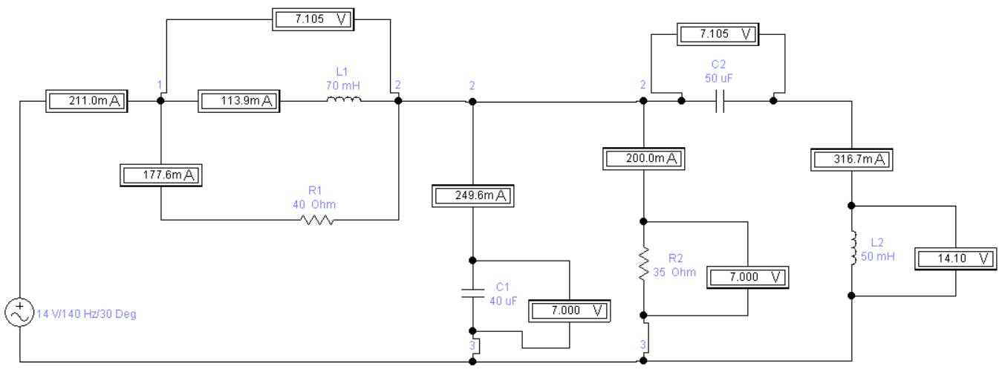 7.105 V
7.105 V
C2
50 uF
L1
70 mH
1
2
2
2
211.0mA
113.9mA
200.0mA
316.7mA
177.6mA
R1
40 Ohm
249.6mA
L2
50 mH
14.10 V
R2
35 Ohm
7.000 V
C1
40 uF
7.000 V
14 V/140 Hz/30 Deg
3
3